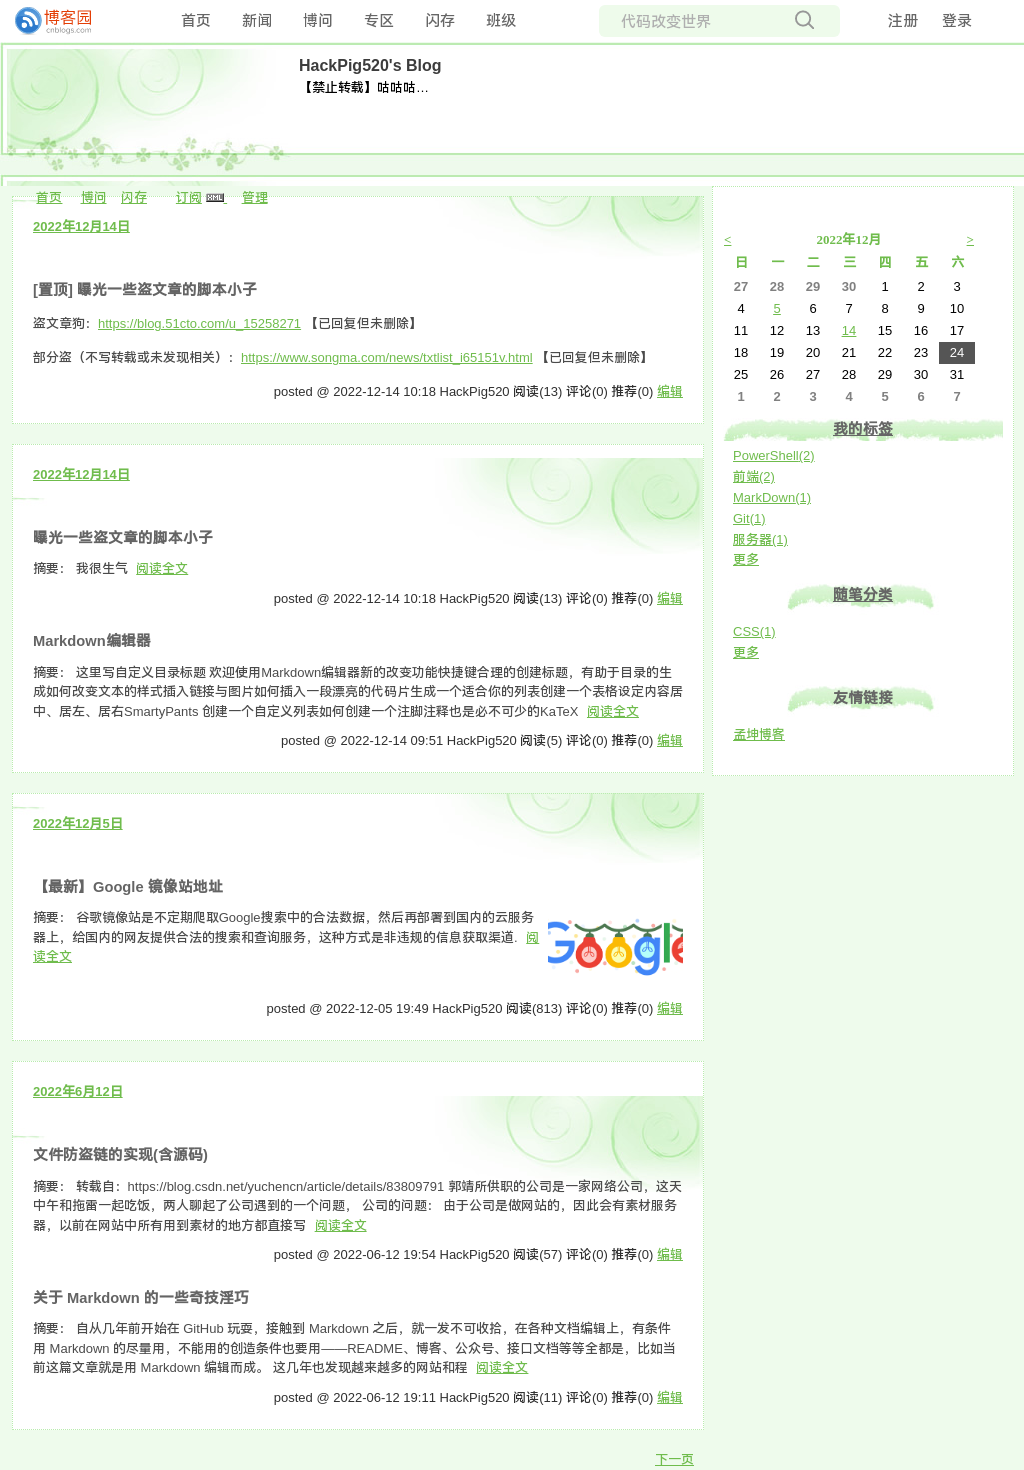 博客园
cnblogs.com
首页 新闻 博问 专区 闪存 班级
代码改变世界
注册 登录
HackPig520's Blog
【禁止转载】咕咕咕…
首页 博问 闪存 订阅 XML 管理
2022年12月14日
[置顶] 曝光一些盗文章的脚本小子
盗文章狗：https://blog.51cto.com/u_15258271 【已回复但未删除】
部分盗（不写转载或未发现相关）：https://www.songma.com/news/txtlist_i65151v.html 【已回复但未删除】
posted @ 2022-12-14 10:18 HackPig520 阅读(13) 评论(0) 推荐(0) 编辑
2022年12月14日
曝光一些盗文章的脚本小子
摘要： 我很生气 阅读全文
posted @ 2022-12-14 10:18 HackPig520 阅读(13) 评论(0) 推荐(0) 编辑
Markdown编辑器
摘要： 这里写自定义目录标题 欢迎使用Markdown编辑器新的改变功能快捷键合理的创建标题，有助于目录的生
成如何改变文本的样式插入链接与图片如何插入一段漂亮的代码片生成一个适合你的列表创建一个表格设定内容居
中、居左、居右SmartyPants 创建一个自定义列表如何创建一个注脚注释也是必不可少的KaTeX 阅读全文
posted @ 2022-12-14 09:51 HackPig520 阅读(5) 评论(0) 推荐(0) 编辑
2022年12月5日
【最新】Google 镜像站地址
摘要： 谷歌镜像站是不定期爬取Google搜索中的合法数据，然后再部署到国内的云服务
器上，给国内的网友提供合法的搜索和查询服务，这种方式是非违规的信息获取渠道. 阅
读全文
Google
posted @ 2022-12-05 19:49 HackPig520 阅读(813) 评论(0) 推荐(0) 编辑
2022年6月12日
文件防盗链的实现(含源码)
摘要： 转载自：https://blog.csdn.net/yuchencn/article/details/83809791 郭靖所供职的公司是一家网络公司，这天
中午和拖雷一起吃饭，两人聊起了公司遇到的一个问题， 公司的问题： 由于公司是做网站的，因此会有素材服务
器，以前在网站中所有用到素材的地方都直接写 阅读全文
posted @ 2022-06-12 19:54 HackPig520 阅读(57) 评论(0) 推荐(0) 编辑
关于 Markdown 的一些奇技淫巧
摘要： 自从几年前开始在 GitHub 玩耍，接触到 Markdown 之后，就一发不可收拾，在各种文档编辑上，有条件
用 Markdown 的尽量用，不能用的创造条件也要用——README、博客、公众号、接口文档等等全都是，比如当
前这篇文章就是用 Markdown 编辑而成。 这几年也发现越来越多的网站和程 阅读全文
posted @ 2022-06-12 19:11 HackPig520 阅读(11) 评论(0) 推荐(0) 编辑
下一页
< 2022年12月 >
日 一 二 三 四 五 六
27 28 29 30 1 2 3
4 5 6 7 8 9 10
11 12 13 14 15 16 17
18 19 20 21 22 23 24
25 26 27 28 29 30 31
1 2 3 4 5 6 7
我的标签
PowerShell(2)
前端(2)
MarkDown(1)
Git(1)
服务器(1)
更多
随笔分类
CSS(1)
更多
友情链接
孟坤博客